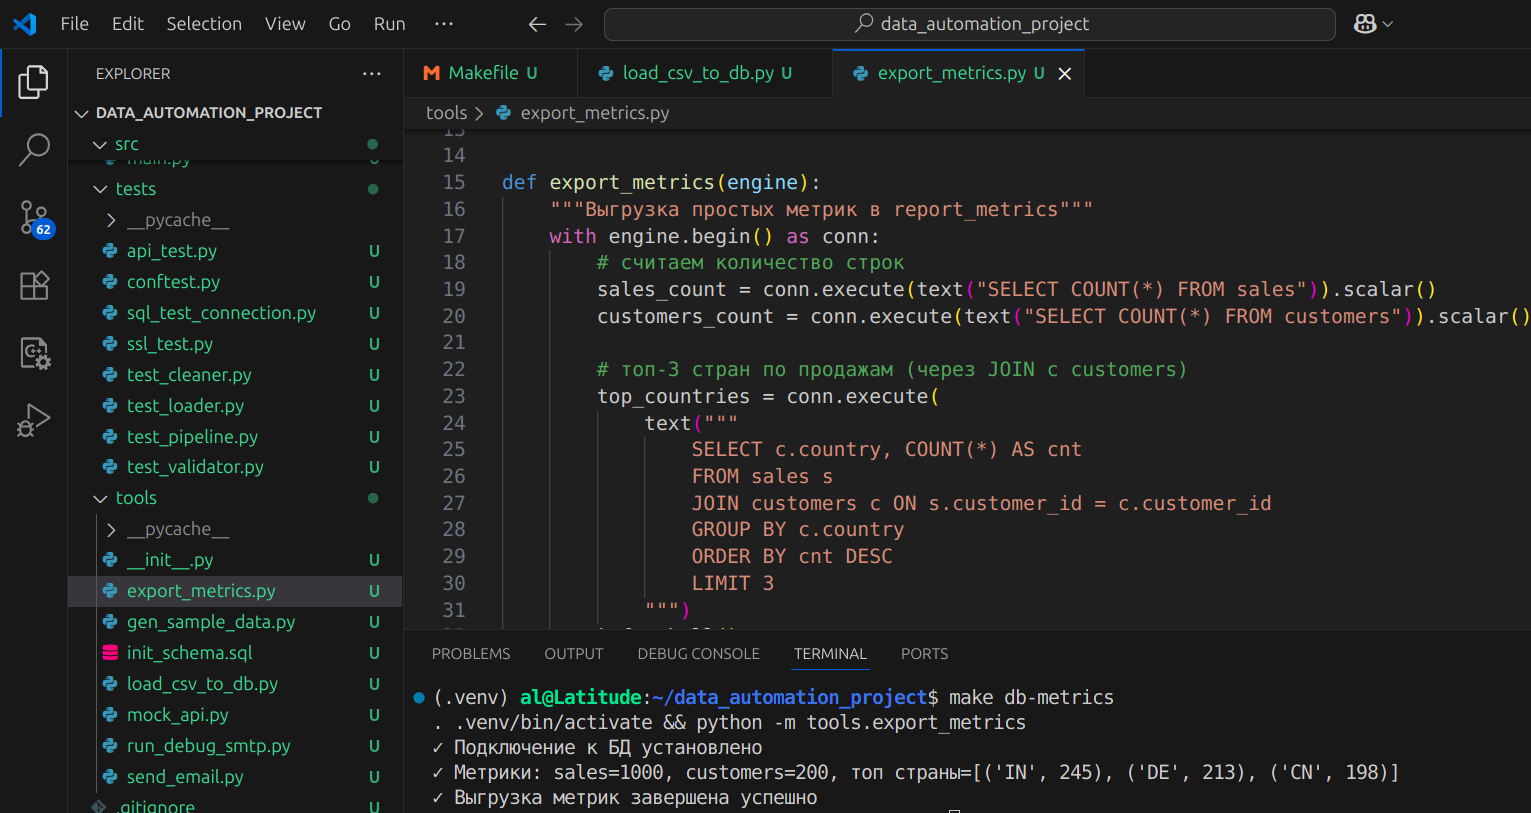 File Edit Selection View Go Run ··· data_automation_project
EXPLORER ···
DATA_AUTOMATION_PROJECT
src
main.py U
tests
__pycache__
api_test.py U
conftest.py U
sql_test_connection.py U
ssl_test.py U
test_cleaner.py U
test_loader.py U
test_pipeline.py U
test_validator.py U
tools
__pycache__
__init__.py U
export_metrics.py U
gen_sample_data.py U
init_schema.sql U
load_csv_to_db.py U
mock_api.py U
run_debug_smtp.py U
send_email.py U
.gitignore U
62
Makefile U load_csv_to_db.py U export_metrics.py U
tools > export_metrics.py
13
14
15 def export_metrics(engine):
16 """Выгрузка простых метрик в report_metrics"""
17 with engine.begin() as conn:
18 # считаем количество строк
19 sales_count = conn.execute(text("SELECT COUNT(*) FROM sales")).scalar()
20 customers_count = conn.execute(text("SELECT COUNT(*) FROM customers")).scalar()
21
22 # топ-3 стран по продажам (через JOIN с customers)
23 top_countries = conn.execute(
24 text("""
25 SELECT c.country, COUNT(*) AS cnt
26 FROM sales s
27 JOIN customers c ON s.customer_id = c.customer_id
28 GROUP BY c.country
29 ORDER BY cnt DESC
30 LIMIT 3
31 """)
PROBLEMS OUTPUT DEBUG CONSOLE TERMINAL PORTS
(.venv) al@Latitude:~/data_automation_project$ make db-metrics
. .venv/bin/activate && python -m tools.export_metrics
✓ Подключение к БД установлено
✓ Метрики: sales=1000, customers=200, топ страны=[('IN', 245), ('DE', 213), ('CN', 198)]
✓ Выгрузка метрик завершена успешно